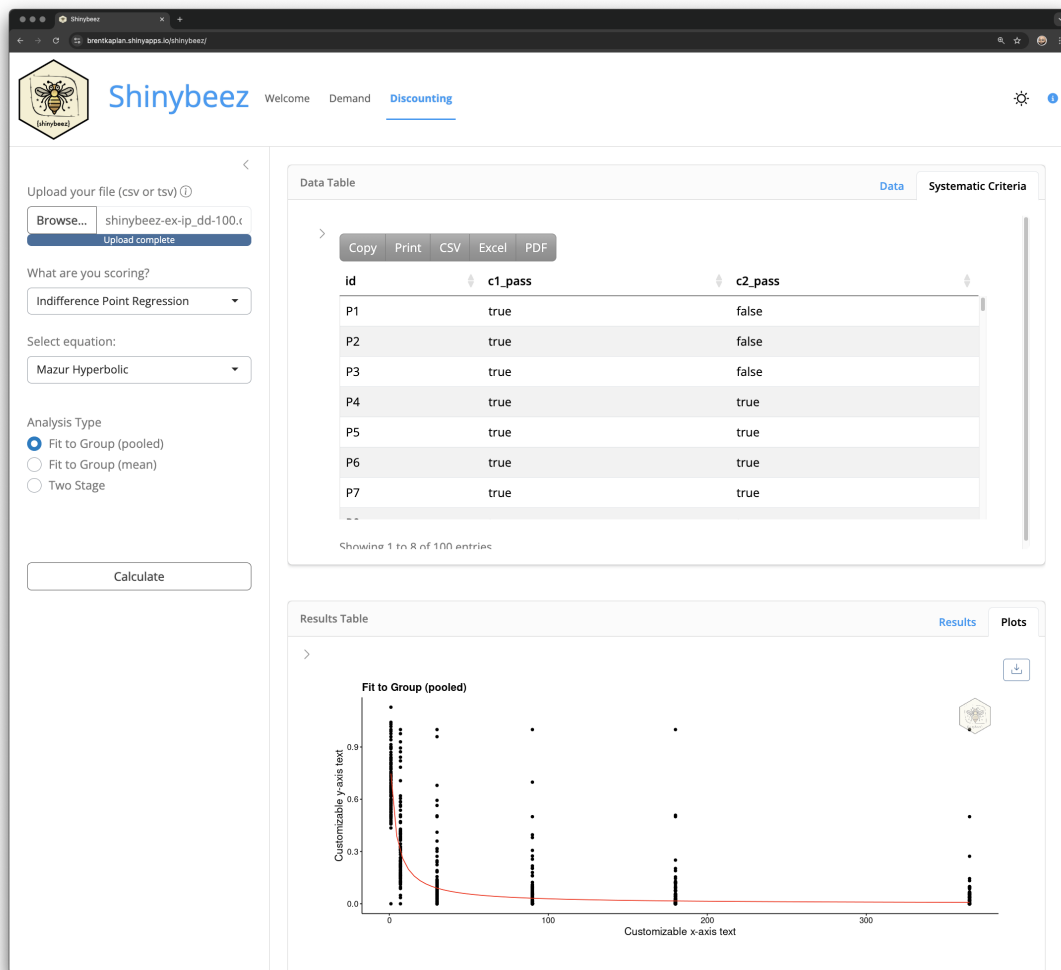 Shinybeez
brentkaplan.shinyapps.io/shinybeez/
{shinybeez}
Shinybeez
Welcome Demand Discounting
Upload your file (csv or tsv)
Browse... shinybeez-ex-ip_dd-100.c
Upload complete
What are you scoring?
Indifference Point Regression
Select equation:
Mazur Hyperbolic
Analysis Type
Fit to Group (pooled)
Fit to Group (mean)
Two Stage
Calculate
Data Table Data Systematic Criteria
Copy Print CSV Excel PDF
id c1_pass c2_pass
P1 true false
P2 true false
P3 true false
P4 true true
P5 true true
P6 true true
P7 true true
Showing 1 to 8 of 100 entries
Results Table Results Plots
Fit to Group (pooled)
Customizable y-axis text
0.9
0.6
0.3
0.0
0 100 200 300
Customizable x-axis text